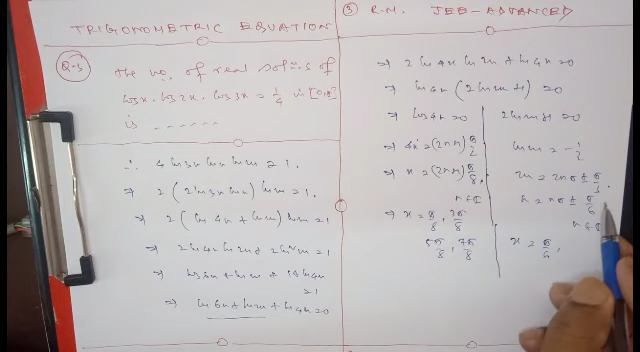 TRIGONOMETRIC EQUATION
Q-3
The no. of real sol:ns of
cos x. cos 2x. cos 3x = 1/4 in [0,π]
is - - - - - -
∴ 4 cos 3x cos x cos 2x = 1.
⇒ 2 (2 cos 3x cos x) cos 2x = 1.
⇒ 2 (cos 4x + cos 2x) cos 2x = 1
⇒ 2 cos 4x cos 2x + 2 cos² 2x = 1
⇒ cos 6x + cos 2x + 1 + cos 4x = 1
⇒ cos 6x + cos 2x + cos 4x = 0
③ R.M. JEE-ADVANCED
⇒ 2 cos 4x cos 2x + cos 4x = 0
⇒ cos 4x (2 cos 2x + 1) = 0
⇒ cos 4x = 0
⇒ 4x = (2n+1) π/2
⇒ x = (2n+1) π/8,
n ∈ I
⇒ x = π/8, 3π/8
5π/8, 7π/8
2 cos 2x + 1 = 0
cos 2x = -1/2
x = nπ ±
n ∈ I
x =